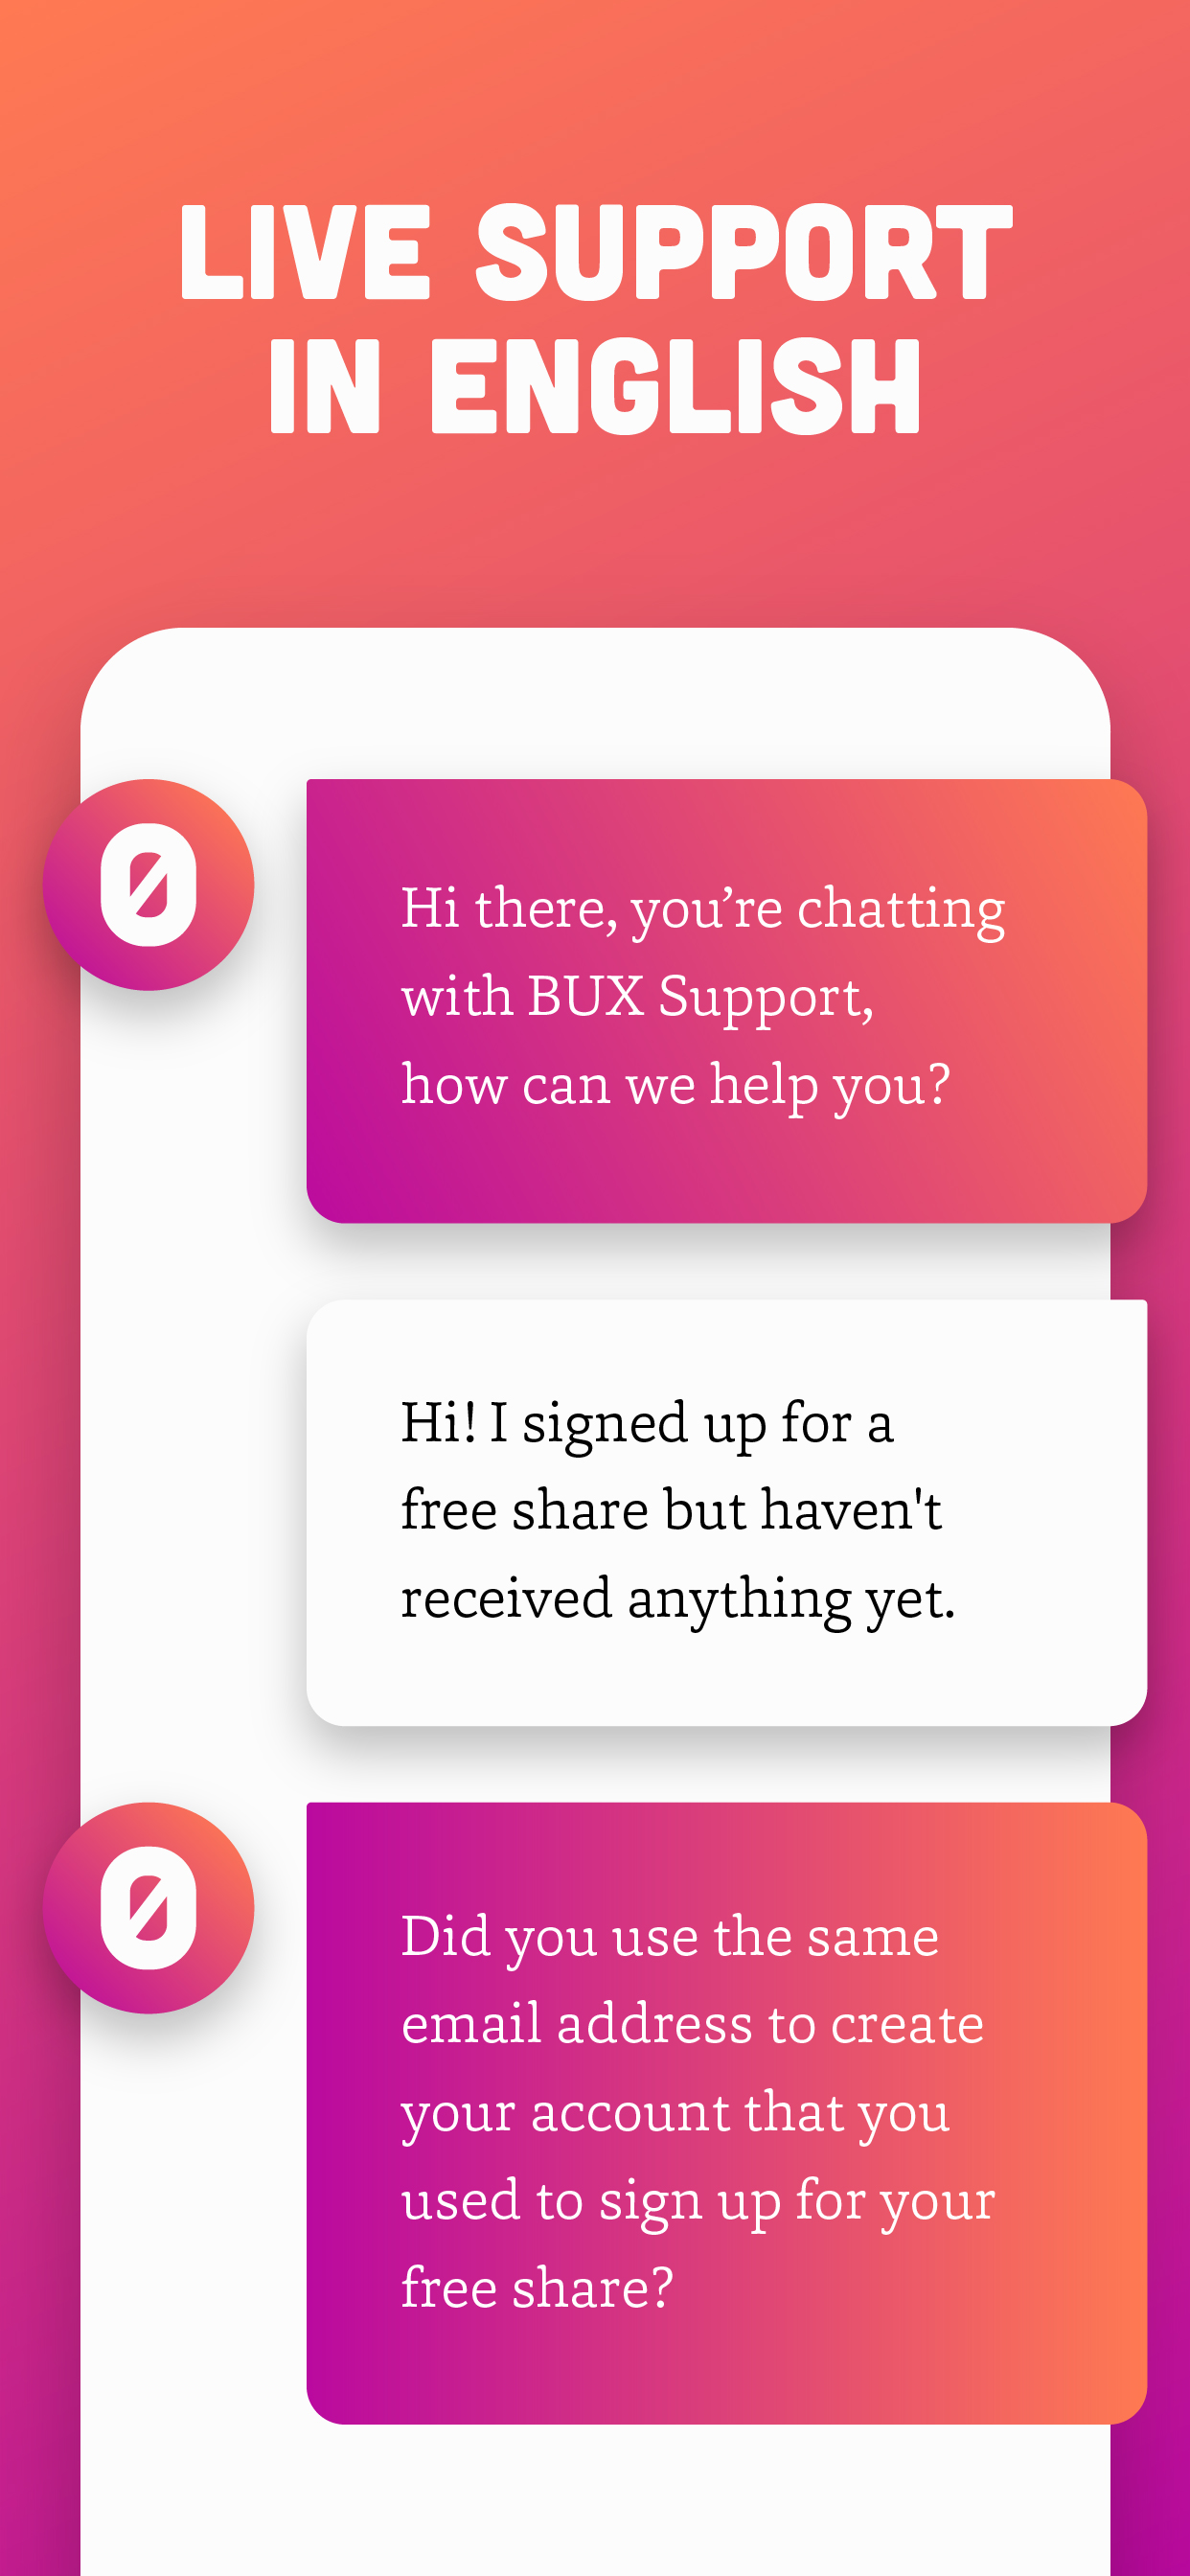 LIVE SUPPORT
IN ENGLISH
0
Hi there, you’re chatting
with BUX Support,
how can we help you?
Hi! I signed up for a
free share but haven't
received anything yet.
0
Did you use the same
email address to create
your account that you
used to sign up for your
free share?